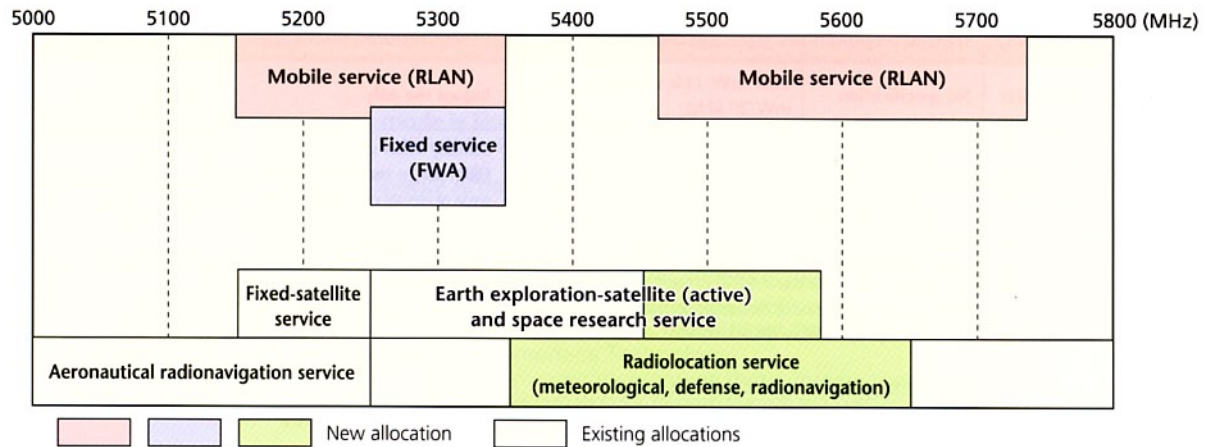 5000 5100 5200 5300 5400 5500 5600 5700 5800 (MHz)
Mobile service (RLAN)
Mobile service (RLAN)
Fixed service
(FWA)
Fixed-satellite
service
Earth exploration-satellite (active)
and space research service
Aeronautical radionavigation service
Radiolocation service
(meteorological, defense, radionavigation)
New allocation
Existing allocations